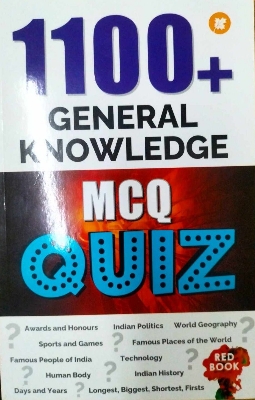 1100+
GENERAL
KNOWLEDGE
MCQ
QUIZ
Awards and Honours Indian Politics World Geography
Sports and Games Famous Places of the World
Famous People of India Technology
Human Body Indian History
Days and Years Longest, Biggest, Shortest, Firsts
RED
BOOK